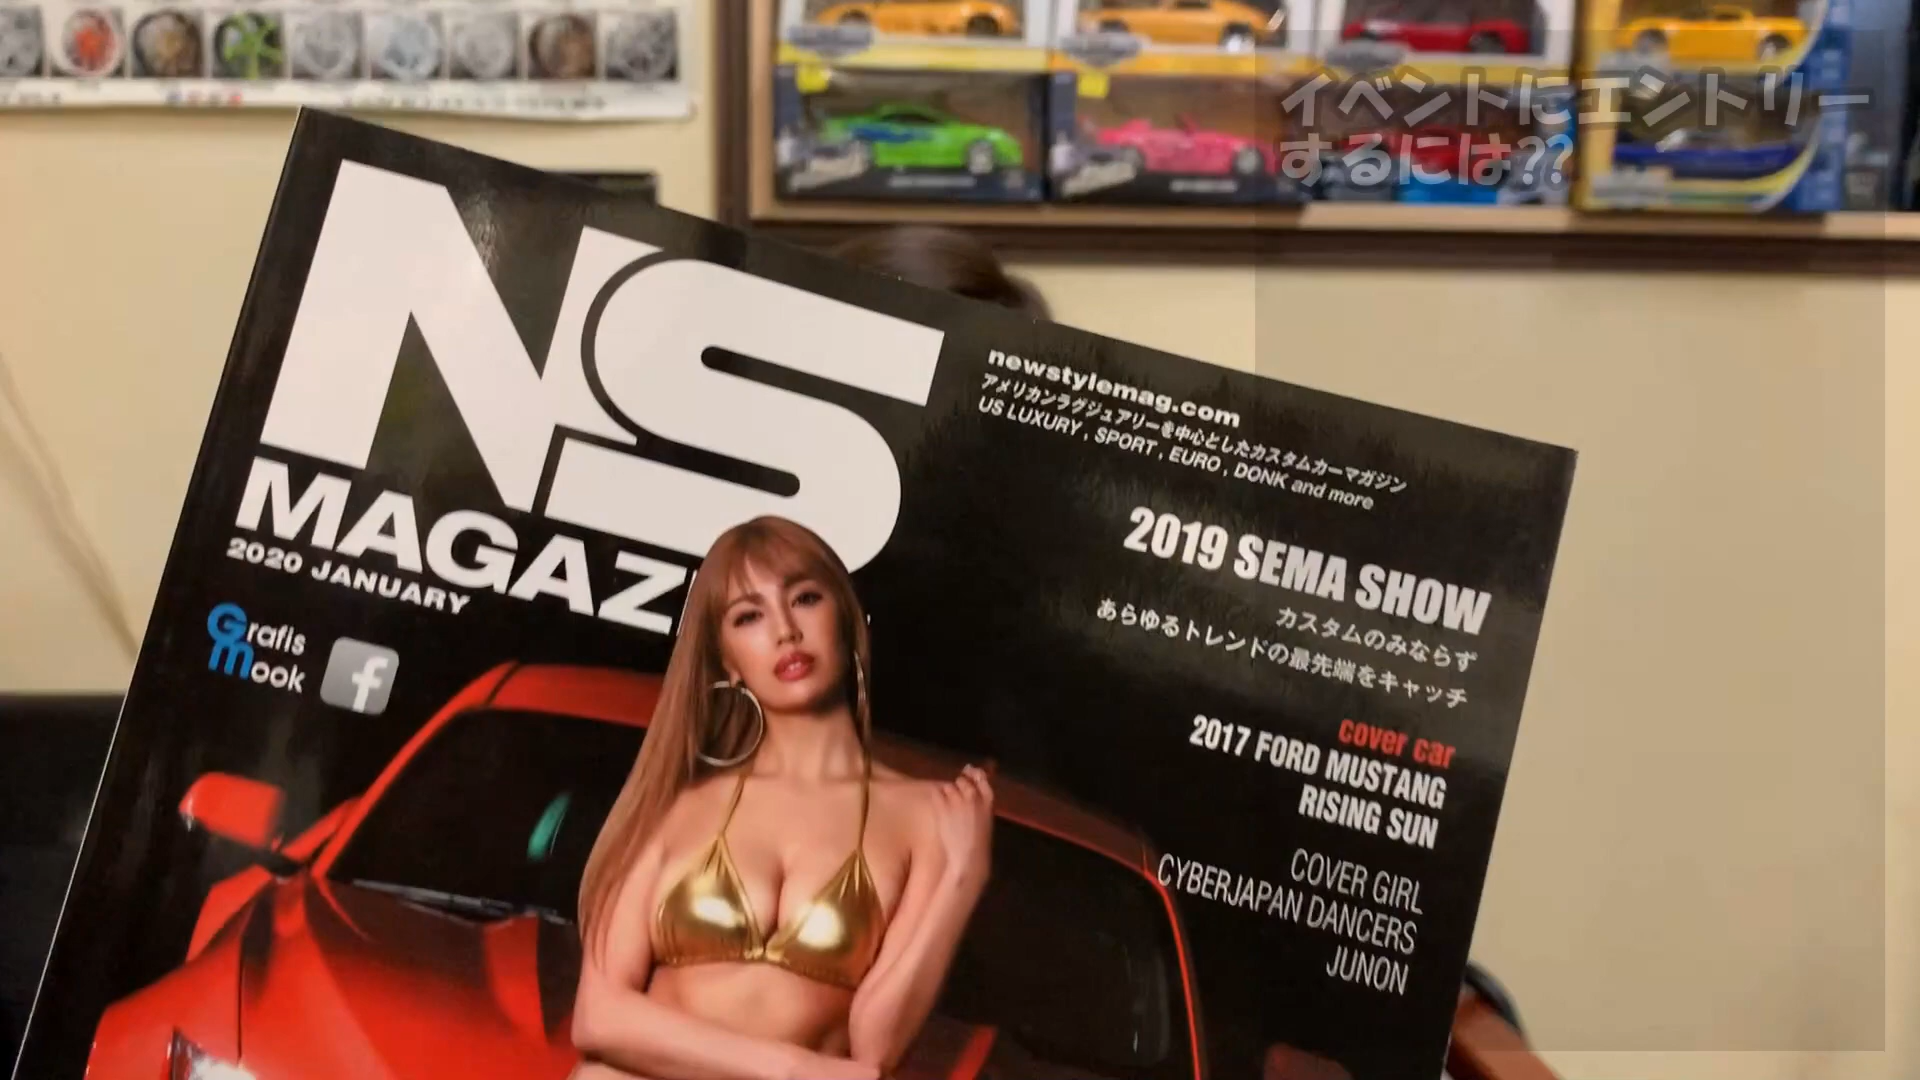 イベントにエントリー
するには??
NS
MAGAZ
2020 JANUARY
Grafis
mook
f
newstylemag.com
アメリカンラグジュアリーを中心としたカスタムカーマガジン
US LUXURY , SPORT , EURO , DONK and more
2019 SEMA SHOW
カスタムのみならず
あらゆるトレンドの最先端をキャッチ
cover car
2017 FORD MUSTANG
RISING SUN
COVER GIRL
CYBERJAPAN DANCERS
JUNON